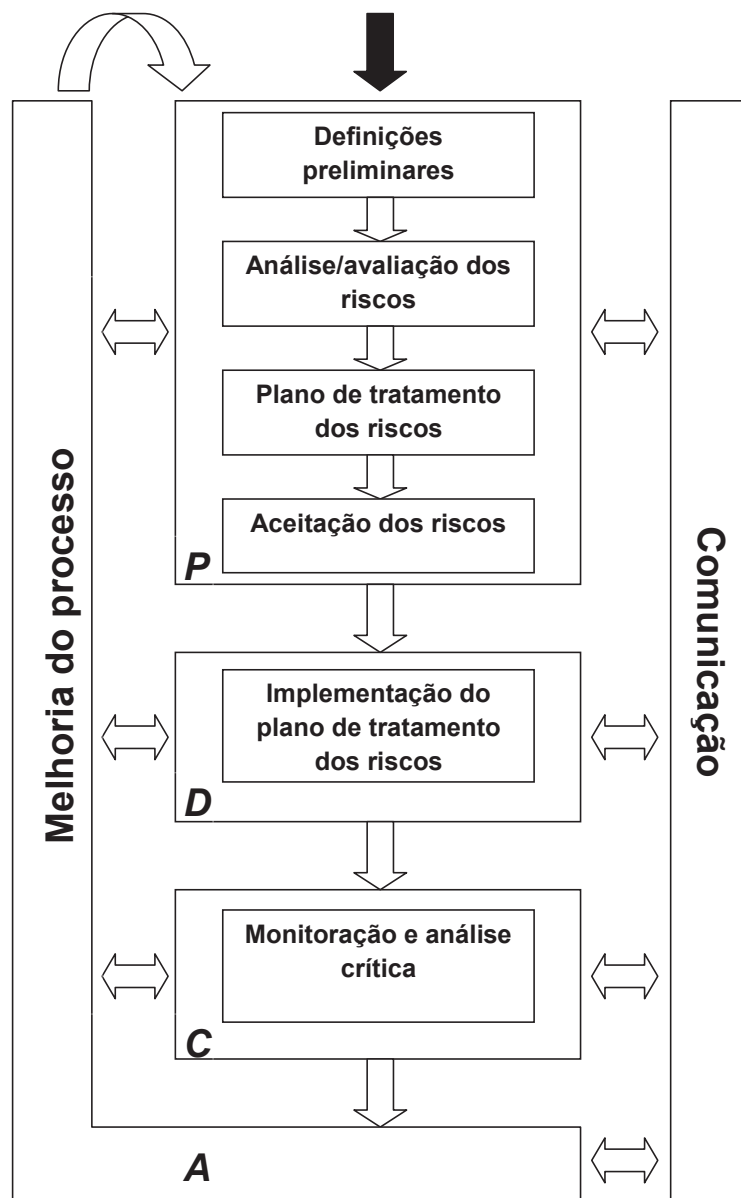 Definições
preliminares
Análise/avaliação dos
riscos
Plano de tratamento
dos riscos
Aceitação dos riscos
P
Implementação do
plano de tratamento
dos riscos
D
Monitoração e análise
crítica
C
A
Melhoria do processo
Comunicação